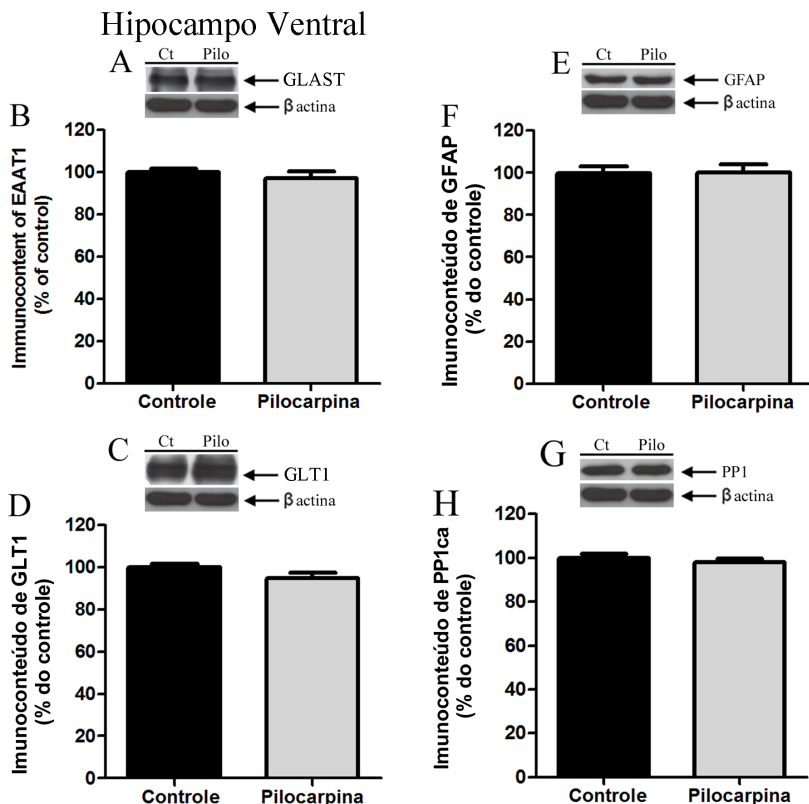 Hipocampo Ventral
A
Ct Pilo
GLAST
β actina
B
Immunocontent of EAAT1
(% of control)
120
100
80
60
40
20
0
Controle Pilocarpina
C
Ct Pilo
GLT1
β actina
D
Imunoconteúdo de GLT1
(% do controle)
120
100
80
60
40
20
0
Controle Pilocarpina
E
Ct Pilo
GFAP
β actina
F
Imunoconteúdo de GFAP
(% do controle)
120
100
80
60
40
20
0
Controle Pilocarpina
G
Ct Pilo
PP1
β actina
H
Imunoconteúdo de PP1ca
(% do controle)
120
100
80
60
40
20
0
Controle Pilocarpina